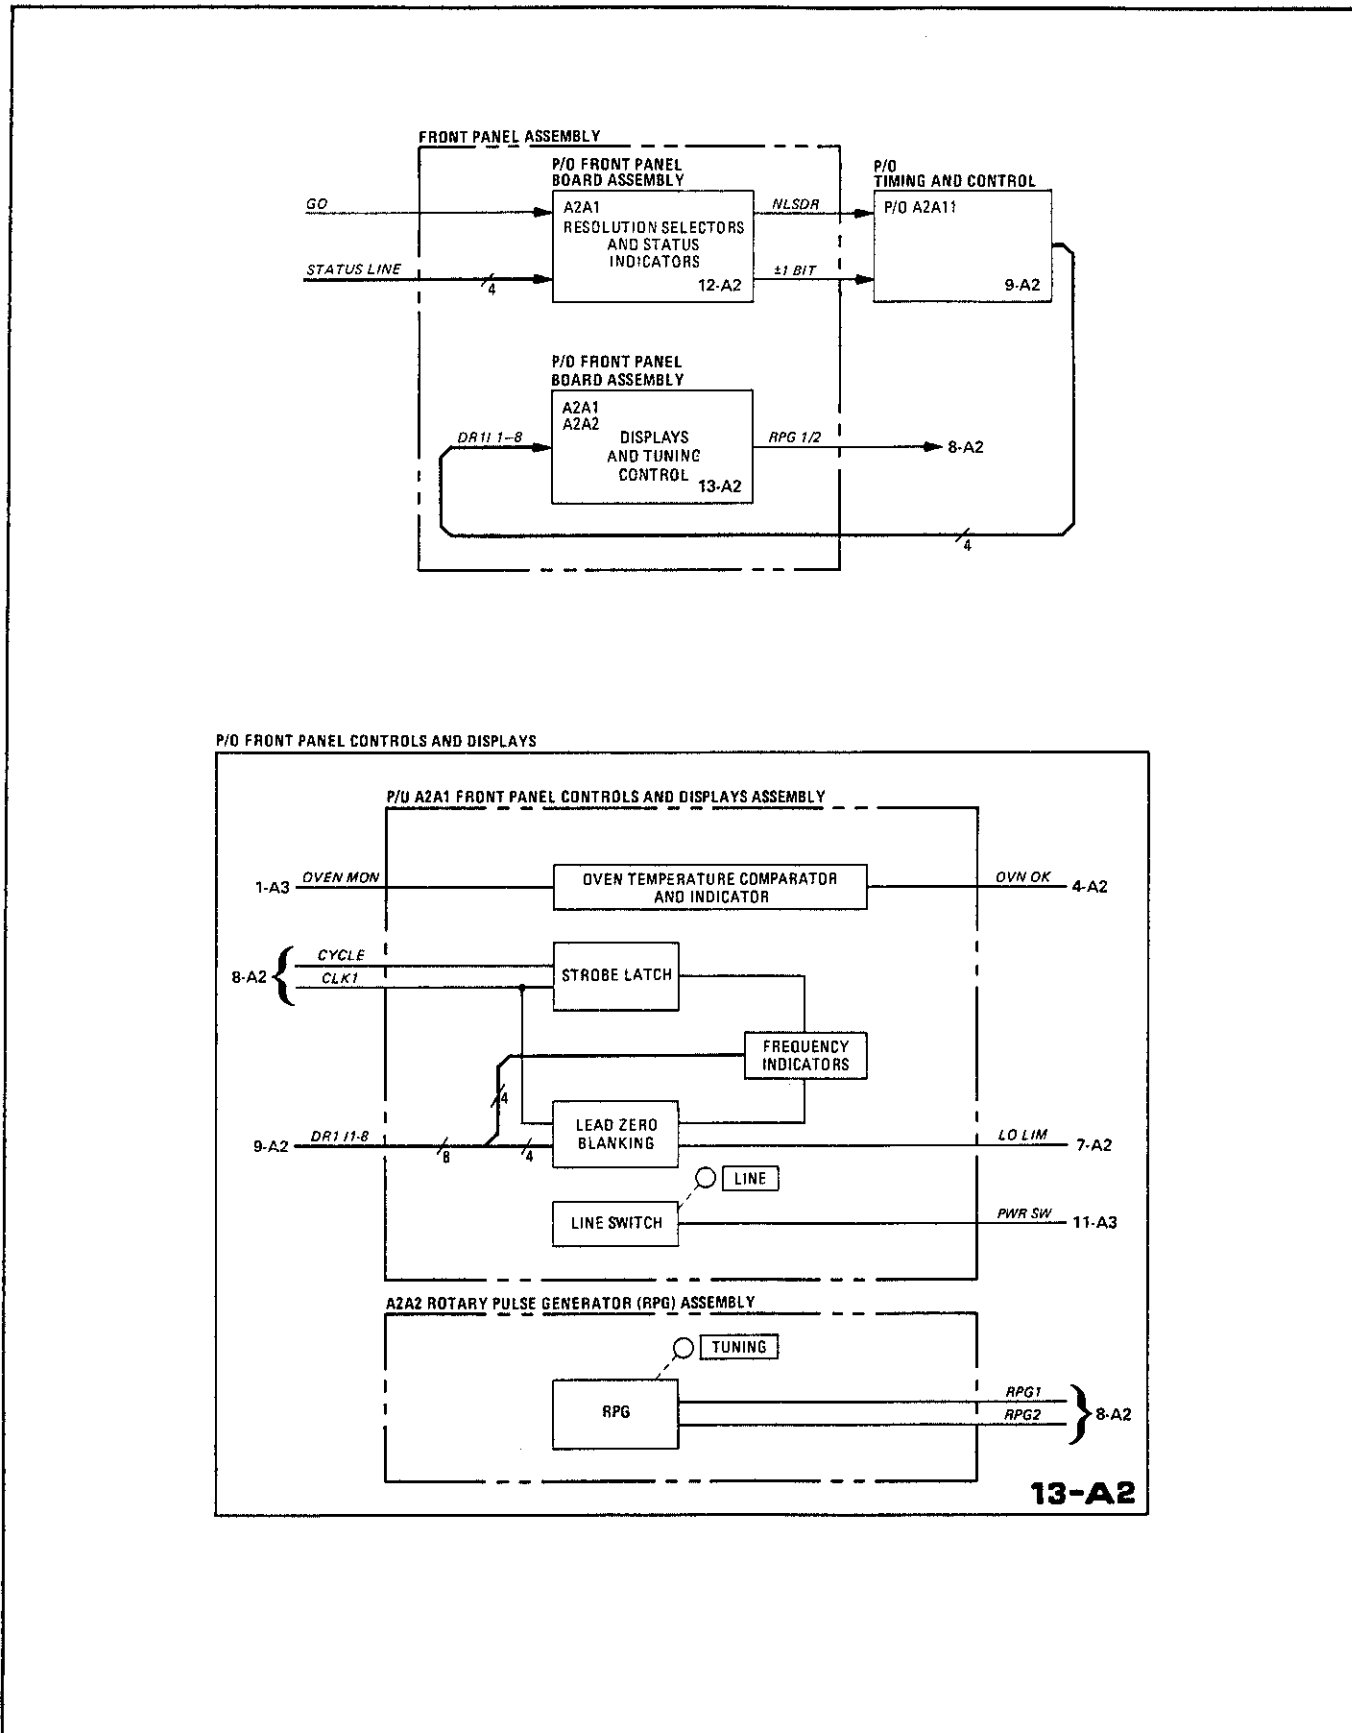 FRONT PANEL ASSEMBLY
P/O FRONT PANEL
BOARD ASSEMBLY
P/O
TIMING AND CONTROL
GO
A2A1
RESOLUTION SELECTORS
AND STATUS
INDICATORS
12-A2
NLSDR
P/O A2A11
STATUS LINE
4
±1 BIT
9-A2
P/O FRONT PANEL
BOARD ASSEMBLY
A2A1
A2A2
DR1I 1-8
DISPLAYS
AND TUNING
CONTROL
13-A2
RPG 1/2
8-A2
4
P/O FRONT PANEL CONTROLS AND DISPLAYS
P/O A2A1 FRONT PANEL CONTROLS AND DISPLAYS ASSEMBLY
1-A3
OVEN MON
OVEN TEMPERATURE COMPARATOR
AND INDICATOR
OVN OK
4-A2
8-A2
CYCLE
CLK1
STROBE LATCH
FREQUENCY
INDICATORS
4
9-A2
DR1 I1-8
8
4
LEAD ZERO
BLANKING
LO LIM
7-A2
LINE
LINE SWITCH
PWR SW
11-A3
A2A2 ROTARY PULSE GENERATOR (RPG) ASSEMBLY
TUNING
RPG
RPG1
RPG2
8-A2
13-A2